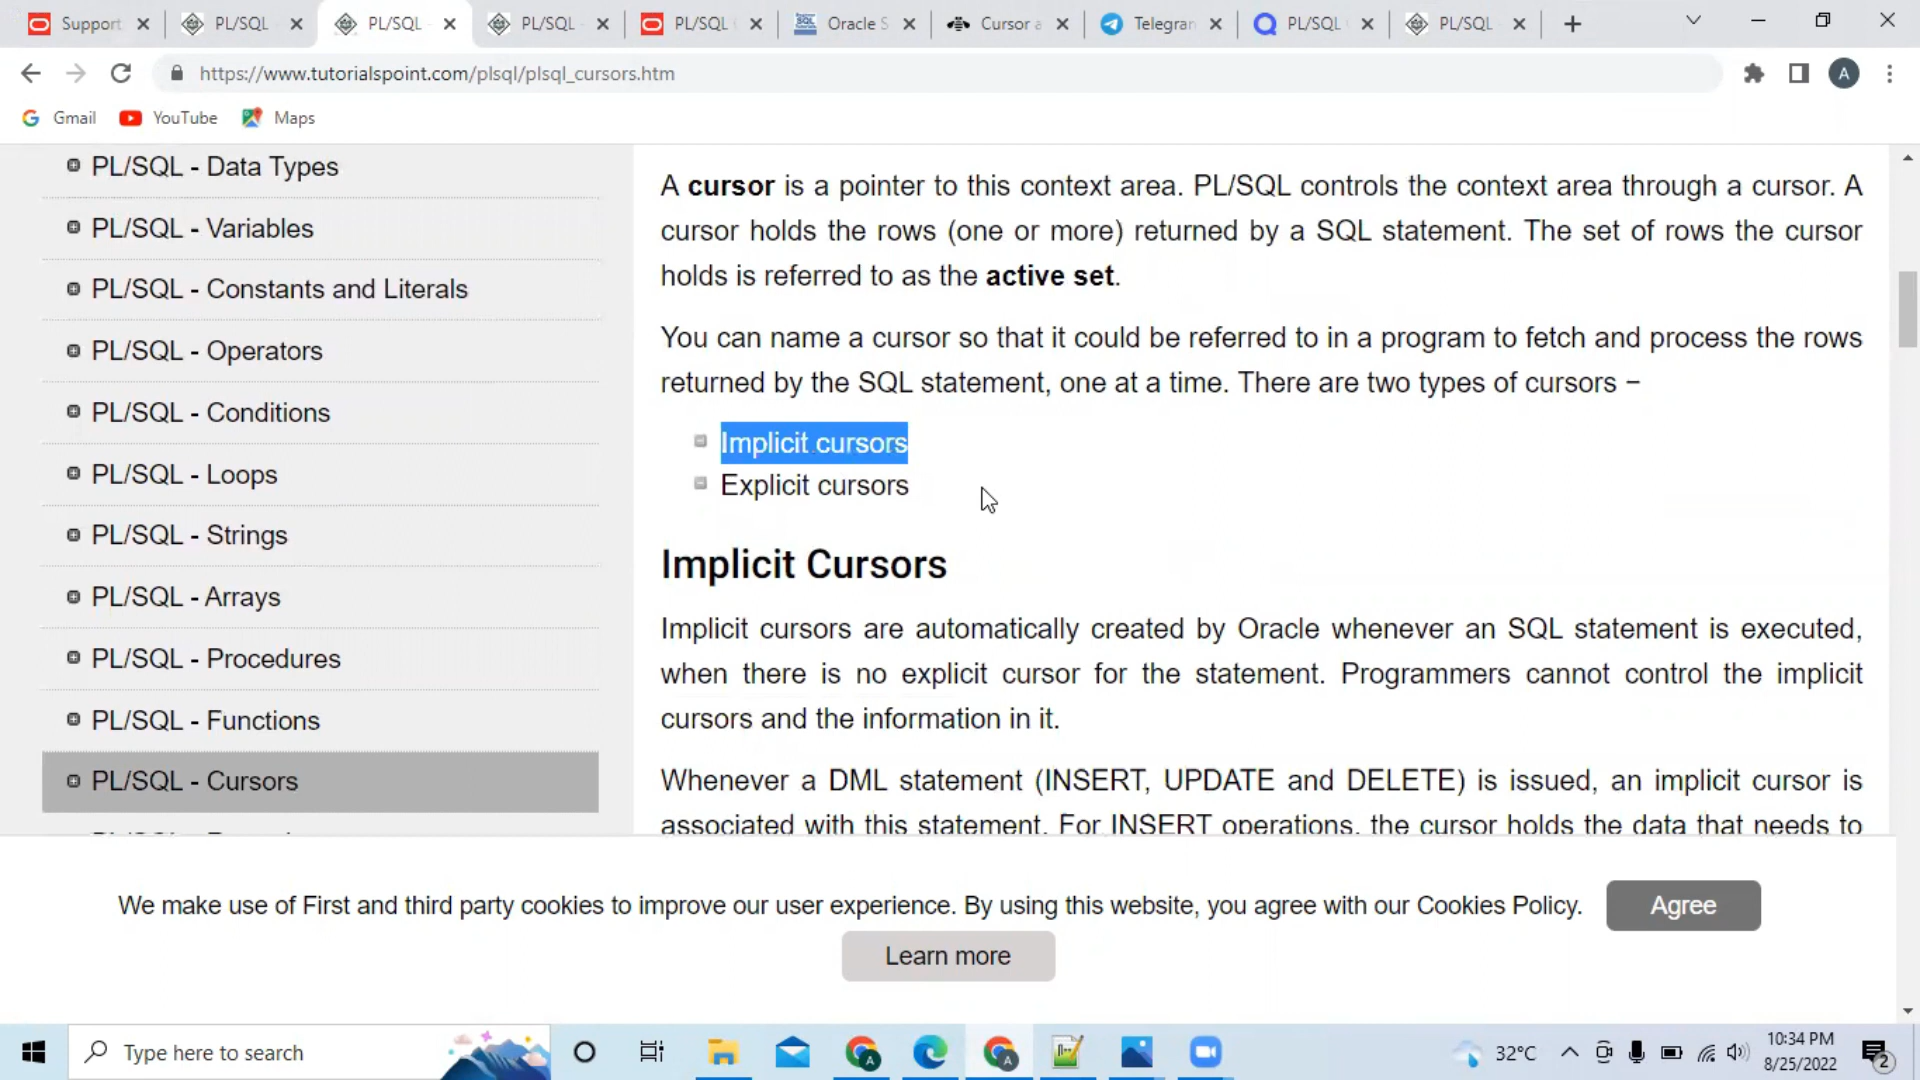 Support
PL/SQL -
PL/SQL -
PL/SQL -
PL/SQL
Oracle S
Cursor a
Telegran
PL/SQL
PL/SQL
https://www.tutorialspoint.com/plsql/plsql_cursors.htm
A
Gmail
YouTube
Maps
PL/SQL - Data Types
PL/SQL - Variables
PL/SQL - Constants and Literals
PL/SQL - Operators
PL/SQL - Conditions
PL/SQL - Loops
PL/SQL - Strings
PL/SQL - Arrays
PL/SQL - Procedures
PL/SQL - Functions
PL/SQL - Cursors
A cursor is a pointer to this context area. PL/SQL controls the context area through a cursor. A
cursor holds the rows (one or more) returned by a SQL statement. The set of rows the cursor
holds is referred to as the active set.
You can name a cursor so that it could be referred to in a program to fetch and process the rows
returned by the SQL statement, one at a time. There are two types of cursors −
Implicit cursors
Explicit cursors
Implicit Cursors
Implicit cursors are automatically created by Oracle whenever an SQL statement is executed,
when there is no explicit cursor for the statement. Programmers cannot control the implicit
cursors and the information in it.
Whenever a DML statement (INSERT, UPDATE and DELETE) is issued, an implicit cursor is
associated with this statement. For INSERT operations, the cursor holds the data that needs to
We make use of First and third party cookies to improve our user experience. By using this website, you agree with our Cookies Policy.
Agree
Learn more
Type here to search
32°C
10:34 PM
8/25/2022
2